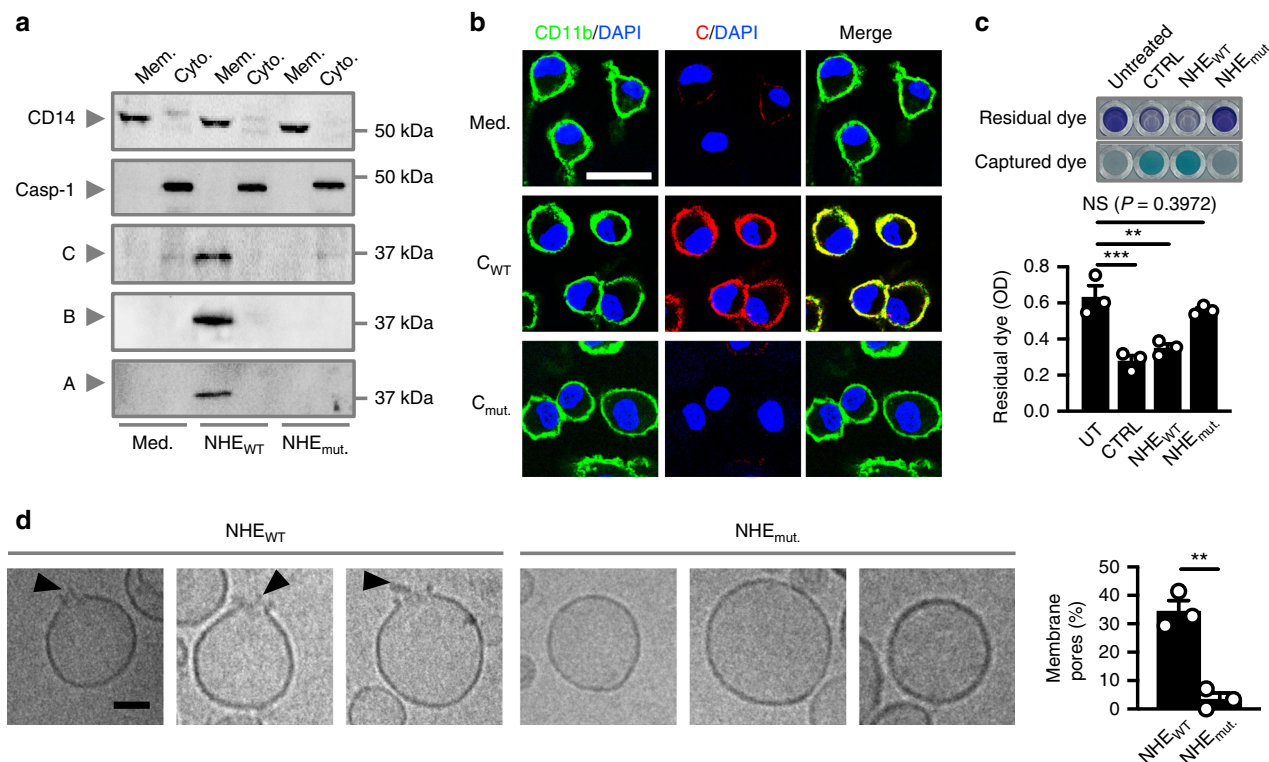 a
Mem.
Cyto.
Mem.
Cyto.
Mem.
Cyto.
CD14
50 kDa
Casp-1
50 kDa
C
37 kDa
B
37 kDa
A
37 kDa
Med.
NHEWT
NHEmut.
b
CD11b/DAPI
C/DAPI
Merge
Med.
CWT
Cmut.
c
Untreated
CTRL
NHEWT
NHEmut
Residual dye
Captured dye
NS (P = 0.3972)
**
***
Residual dye (OD)
0.8
0.6
0.4
0.2
0.0
UT
CTRL
NHEWT
NHEmut.
d
NHEWT
NHEmut.
**
Membrane
pores (%)
50
40
30
20
10
0
NHEWT
NHEmut.